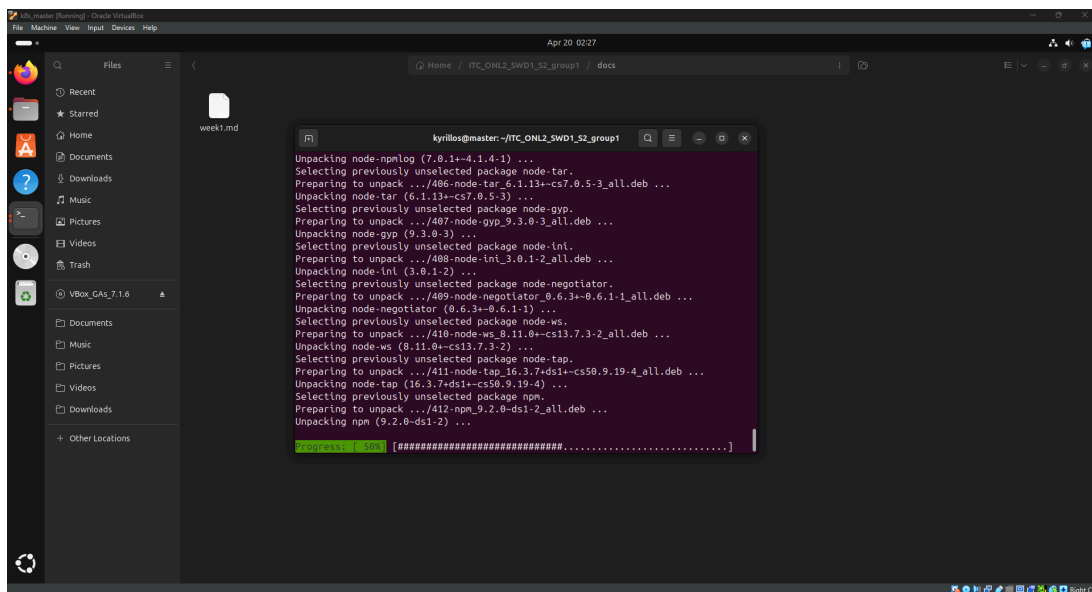 k8s_master [Running] - Oracle VirtualBox
File Machine View Input Devices Help
Apr 20 02:27
Files
Home / ITC_ONL2_SWD1_S2_group1 / docs
Recent
Starred
Home
Documents
Downloads
Music
Pictures
Videos
Trash
VBox_GAs_7.1.6
Documents
Music
Pictures
Videos
Downloads
+ Other Locations
week1.md
kyrillos@master: ~/ITC_ONL2_SWD1_S2_group1
Unpacking node-npmlog (7.0.1+~4.1.4-1) ...
Selecting previously unselected package node-tar.
Preparing to unpack .../406-node-tar_6.1.13+~cs7.0.5-3_all.deb ...
Unpacking node-tar (6.1.13+~cs7.0.5-3) ...
Selecting previously unselected package node-gyp.
Preparing to unpack .../407-node-gyp_9.3.0-3_all.deb ...
Unpacking node-gyp (9.3.0-3) ...
Selecting previously unselected package node-ini.
Preparing to unpack .../408-node-ini_3.0.1-2_all.deb ...
Unpacking node-ini (3.0.1-2) ...
Selecting previously unselected package node-negotiator.
Preparing to unpack .../409-node-negotiator_0.6.3+~0.6.1-1_all.deb ...
Unpacking node-negotiator (0.6.3+~0.6.1-1) ...
Selecting previously unselected package node-ws.
Preparing to unpack .../410-node-ws_8.11.0+~cs13.7.3-2_all.deb ...
Unpacking node-ws (8.11.0+~cs13.7.3-2) ...
Selecting previously unselected package node-tap.
Preparing to unpack .../411-node-tap_16.3.7+ds1+~cs50.9.19-4_all.deb ...
Unpacking node-tap (16.3.7+ds1+~cs50.9.19-4) ...
Selecting previously unselected package npm.
Preparing to unpack .../412-npm_9.2.0~ds1-2_all.deb ...
Unpacking npm (9.2.0~ds1-2) ...
Progress: [ 50%] [#############################.............................]
Right C